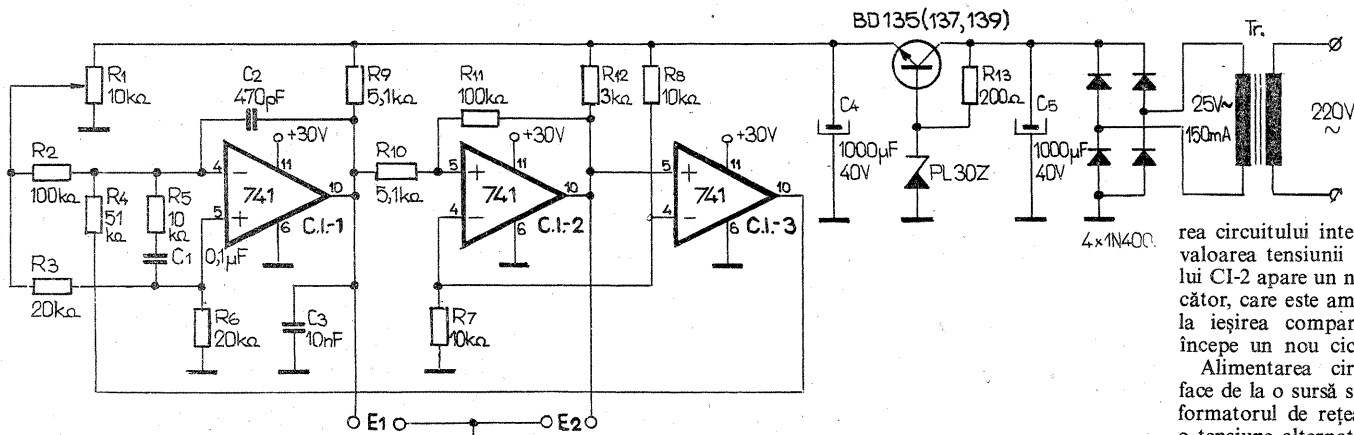 BD135(137,139)
Tr.
R1
10kΩ
C2
470pF
R9
5,1kΩ
R11
100kΩ
R12
3kΩ
R8
10kΩ
R13
200Ω
C4
1000µF
40V
C5
1000µF
40V
25V~
150mA
220V
~
+30V
+30V
+30V
R2
100kΩ
R4
51
kΩ
R5
10
kΩ
C1
0,1µF
4
−
5
+
741
11
10
6
C.I.-1
R10
5,1kΩ
5
+
4
−
741
11
10
6
C.I.-2
5
+
4
−
741
11
10
6
C.I.-3
PL30Z
4×1N400
R3
20kΩ
R6
20kΩ
C3
10nF
R7
10kΩ
E1
E2
rea circuitului inte
valoarea tensiunii
lui CI-2 apare un n
cător, care este am
la ieșirea compar
începe un nou cic
Alimentarea cir
face de la o sursă s
formatorul de rețea
o tensiune alternat